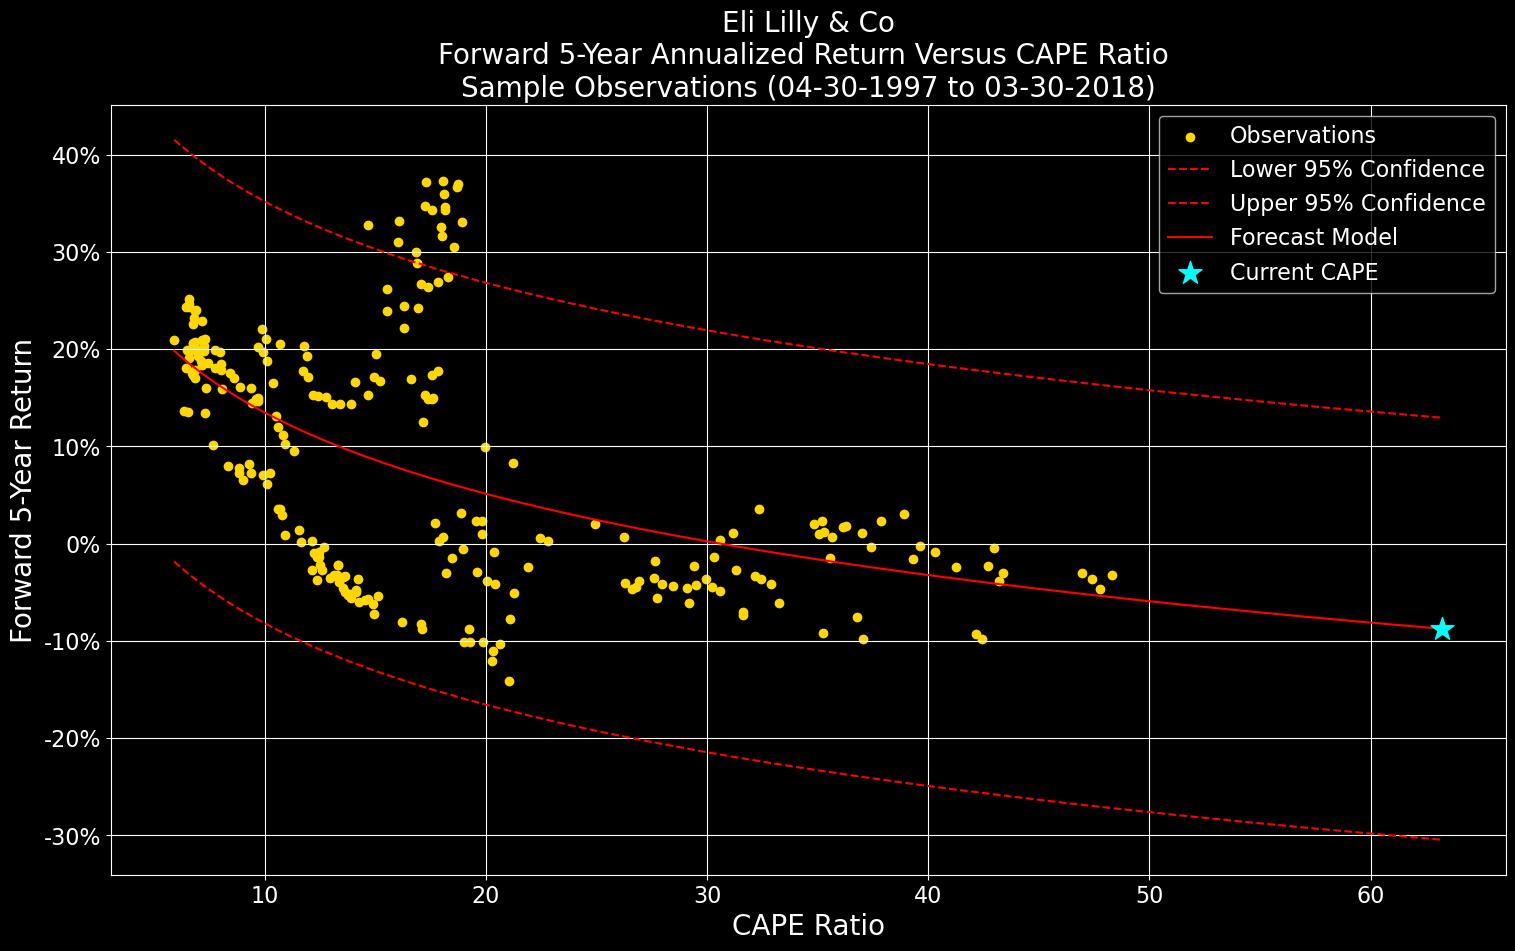 Eli Lilly & Co
Forward 5-Year Annualized Return Versus CAPE Ratio
Sample Observations (04-30-1997 to 03-30-2018)
Observations
Lower 95% Confidence
Upper 95% Confidence
Forecast Model
Current CAPE
Forward 5-Year Return
40%
30%
20%
10%
0%
-10%
-20%
-30%
10 20 30 40 50 60
CAPE Ratio